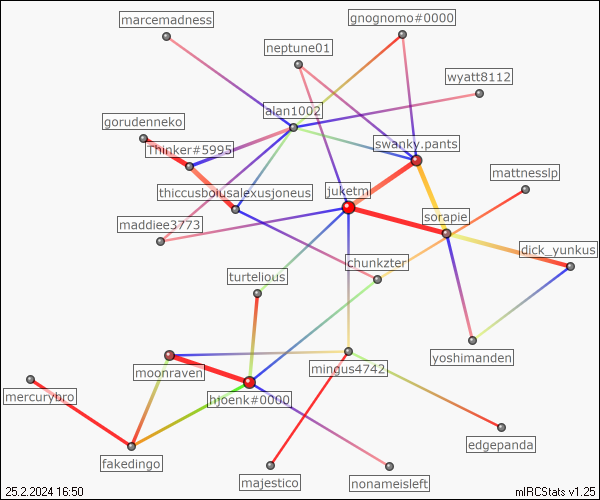 marcemadness
gnognomo#0000
neptune01
wyatt8112
alan1002
gorudenneko
swanky.pants
Thinker#5995
mattnesslp
thiccusboiusalexusjoneus
juketm
sorapie
maddiee3773
dick_yunkus
chunkzter
turtelious
yoshimanden
moonraven
mingus4742
mercurybro
hjoenk#0000
edgepanda
fakedingo
majestico
nonameisleft
25.2.2024 16:50
mIRCStats v1.25